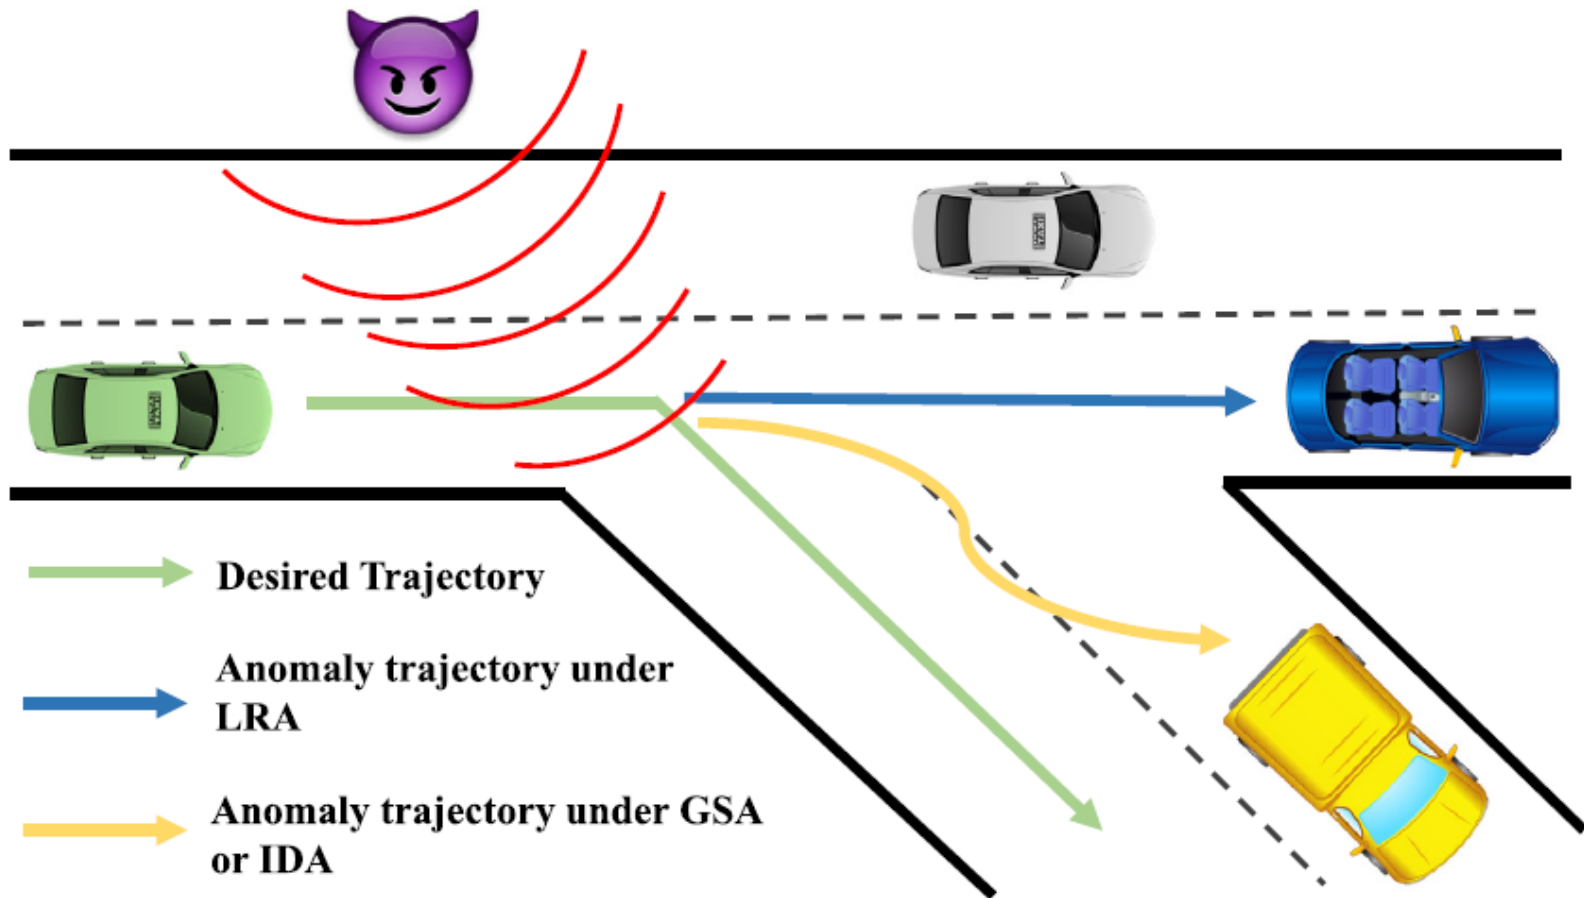 Desired Trajectory
Anomaly trajectory under
LRA
Anomaly trajectory under GSA
or IDA